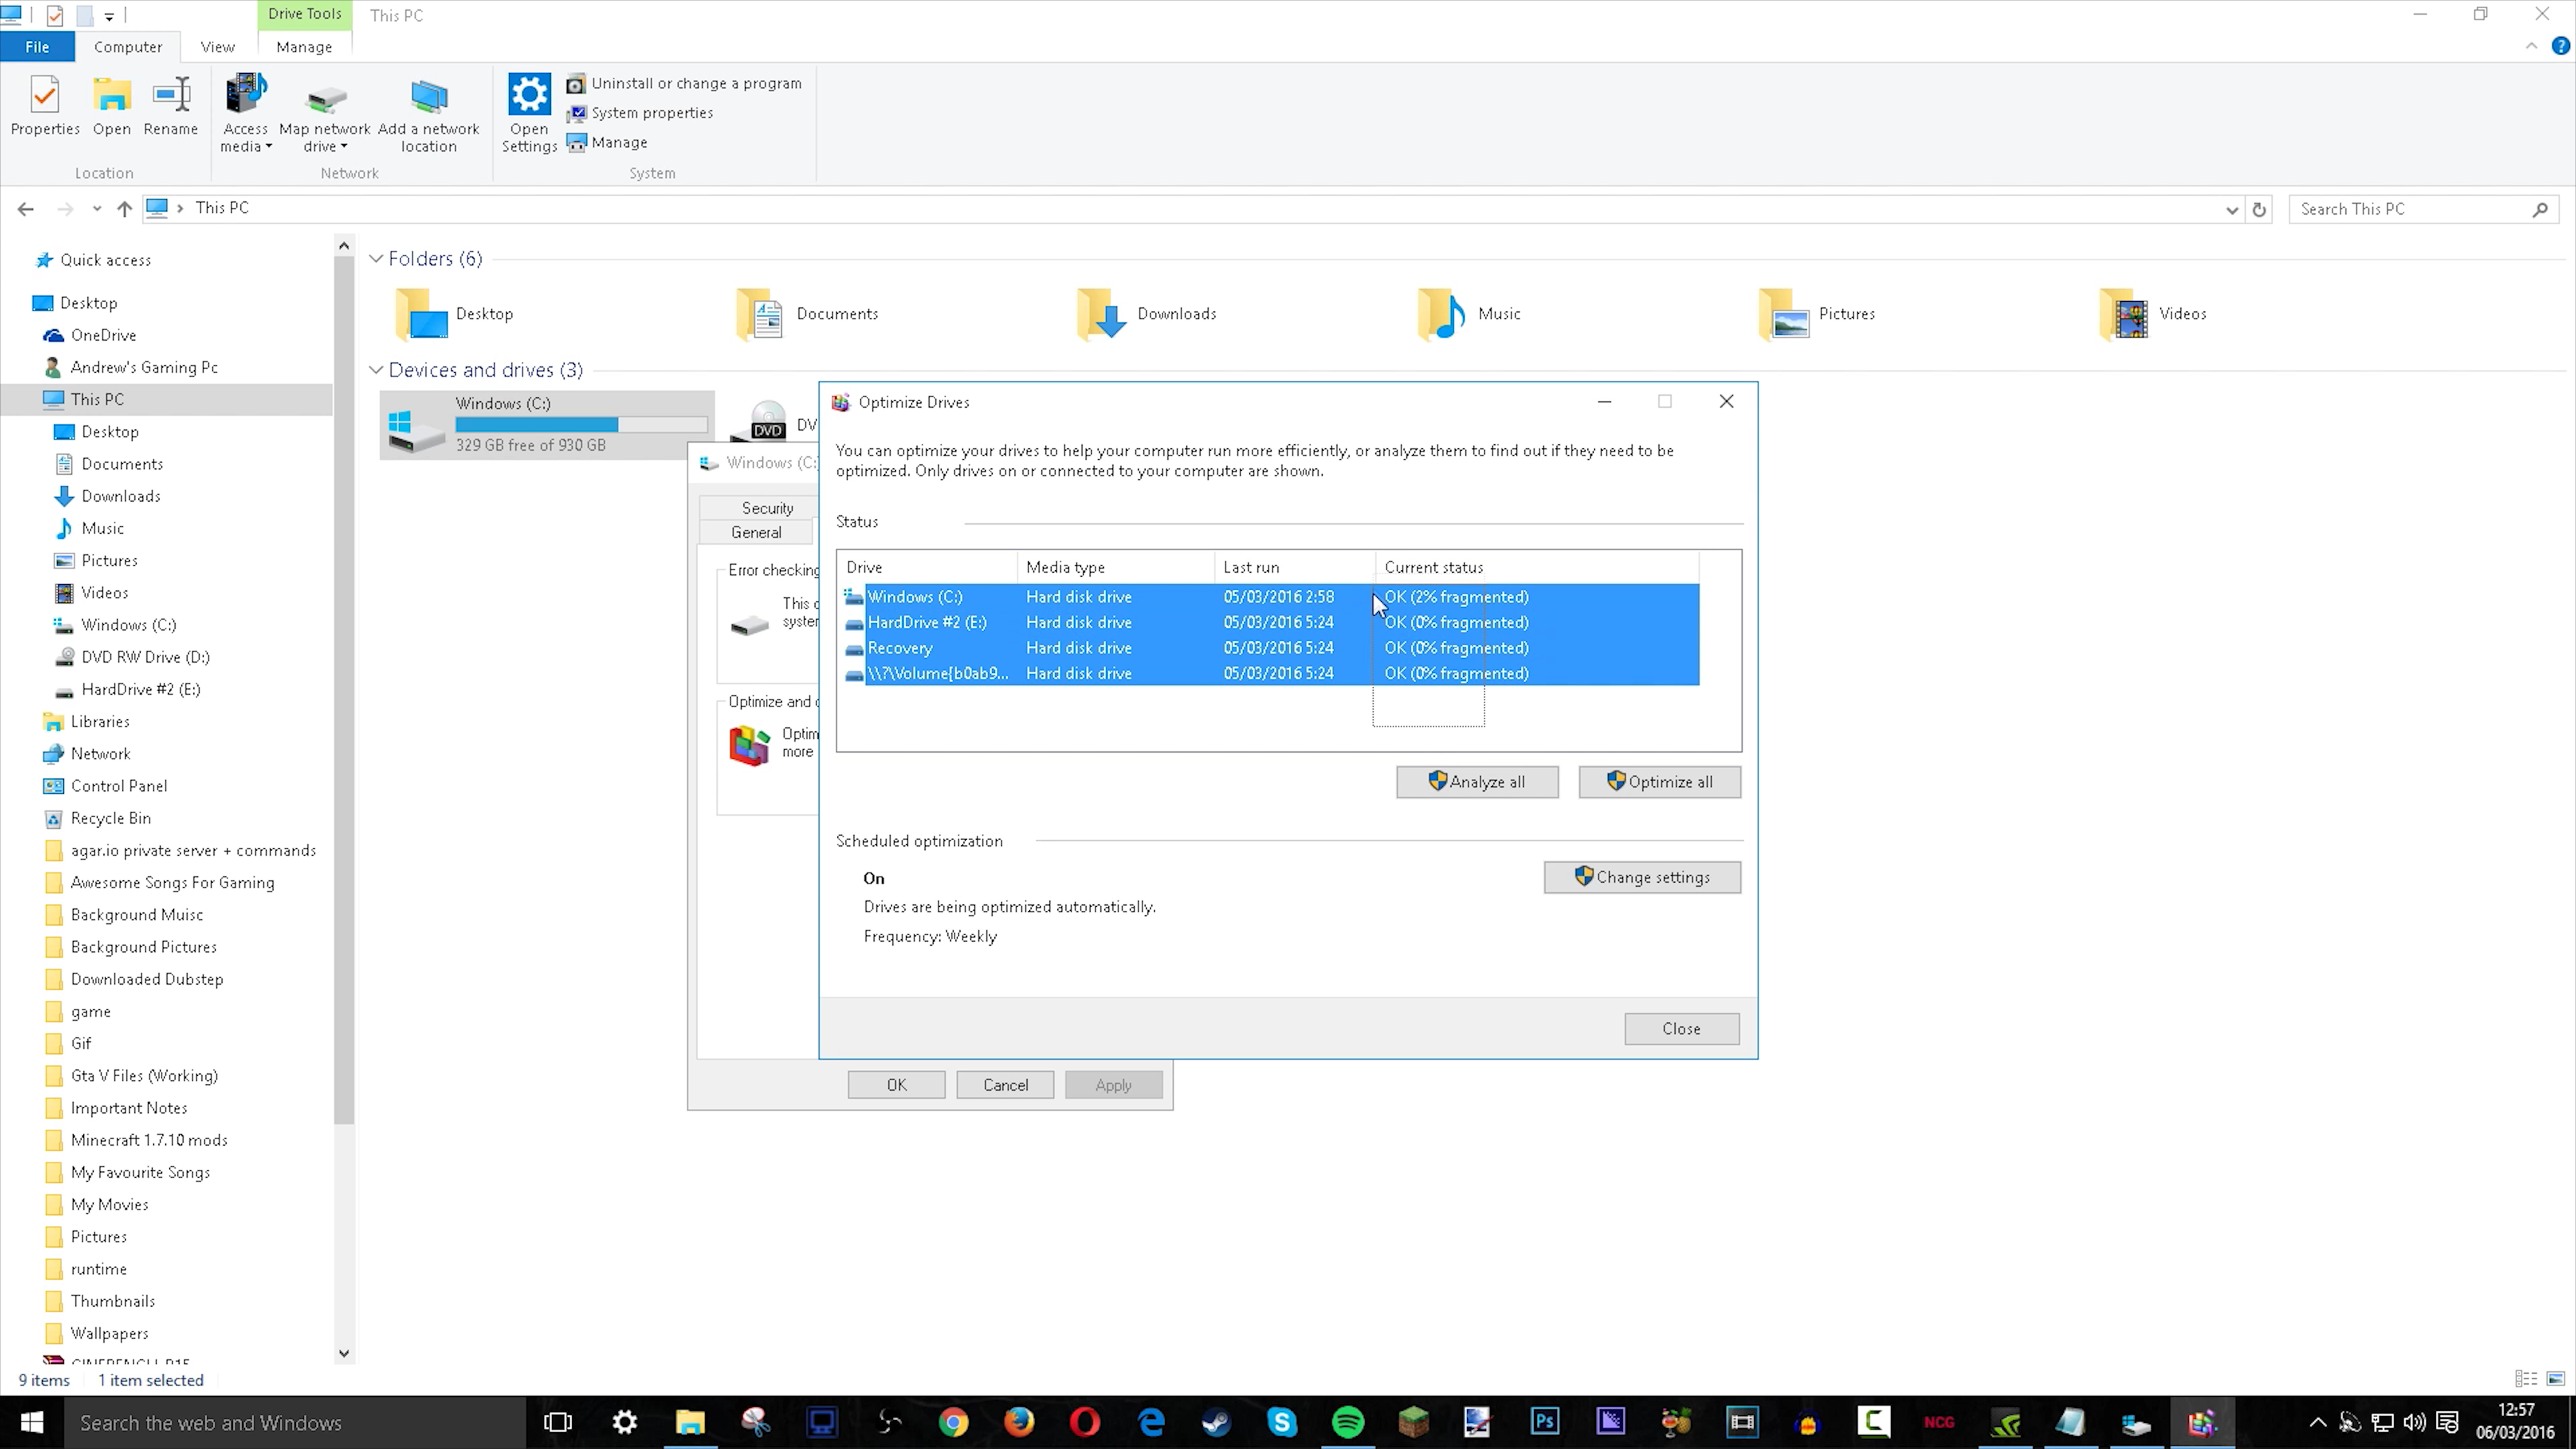 Drive Tools
This PC
File
Computer
View
Manage
Properties
Open
Rename
Access
media
Map network
drive
Add a network
location
Open
Settings
Uninstall or change a program
System properties
Manage
Location
Network
System
This PC
Search This PC
Quick access
Desktop
OneDrive
Andrew's Gaming Pc
This PC
Desktop
Documents
Downloads
Music
Pictures
Videos
Windows (C:)
DVD RW Drive (D:)
HardDrive #2 (E:)
Libraries
Network
Control Panel
Recycle Bin
agar.io private server + commands
Awesome Songs For Gaming
Background Muisc
Background Pictures
Downloaded Dubstep
game
Gif
Gta V Files (Working)
Important Notes
Minecraft 1.7.10 mods
My Favourite Songs
My Movies
Pictures
runtime
Thumbnails
Wallpapers
Folders (6)
Desktop
Documents
Downloads
Music
Pictures
Videos
Devices and drives (3)
Windows (C:)
329 GB free of 930 GB
DVD
DV
Windows (C:
Security
General
Error checking
This
syste
Optimize and
Optim
more
OK
Cancel
Apply
Optimize Drives
You can optimize your drives to help your computer run more efficiently, or analyze them to find out if they need to be
optimized. Only drives on or connected to your computer are shown.
Status
Drive Media type Last run Current status
Windows (C:) Hard disk drive 05/03/2016 2:58 OK (2% fragmented)
HardDrive #2 (E:) Hard disk drive 05/03/2016 5:24 OK (0% fragmented)
Recovery Hard disk drive 05/03/2016 5:24 OK (0% fragmented)
\\?\Volume{b0ab9... Hard disk drive 05/03/2016 5:24 OK (0% fragmented)
Analyze all
Optimize all
Scheduled optimization
On
Change settings
Drives are being optimized automatically.
Frequency: Weekly
Close
9 items 1 item selected
Search the web and Windows
Ps
NCG
12:57
06/03/2016